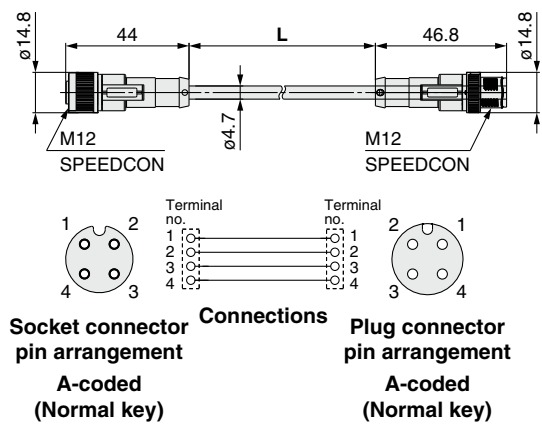 44
L
46.8
ø14.8
ø14.8
ø4.7
M12
SPEEDCON
M12
SPEEDCON
1 2
4 3
Terminal
no.
1
2
3
4
Terminal
no.
1
2
3
4
2 1
3 4
Connections
Socket connector
pin arrangement
A-coded
(Normal key)
Plug connector
pin arrangement
A-coded
(Normal key)